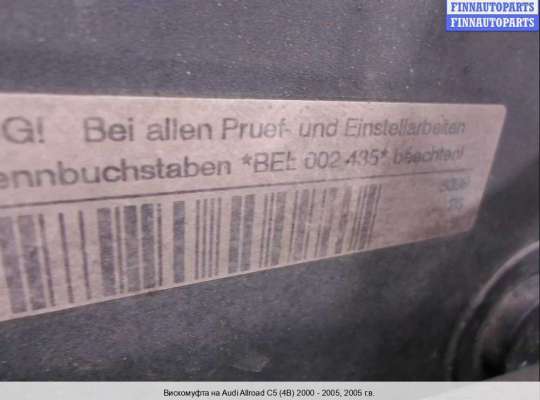 FINNAUTOPARTS
FINNAUTOPARTS
G! Bei allen Pruef- und Einstellarbeiten
ennbuchstaben *BEL 002 435* beachten!
Вискомуфта на Audi Allroad C5 (4B) 2000 - 2005, 2005 г.в.